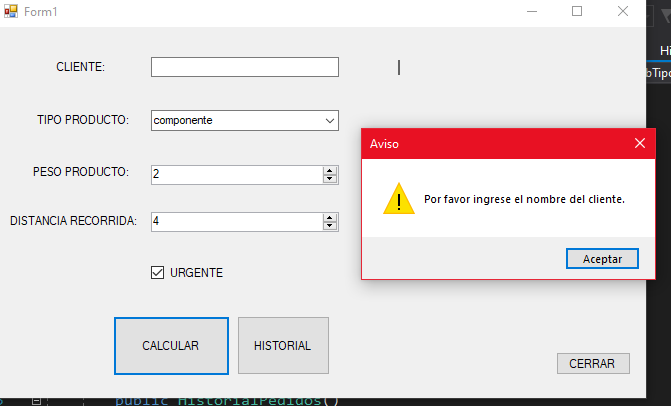 Form1
CLIENTE:
TIPO PRODUCTO: componente
PESO PRODUCTO: 2
DISTANCIA RECORRIDA: 4
URGENTE
CALCULAR HISTORIAL
CERRAR
Aviso
Por favor ingrese el nombre del cliente.
Aceptar
Hi
bTipo
public HistorialPedidos()